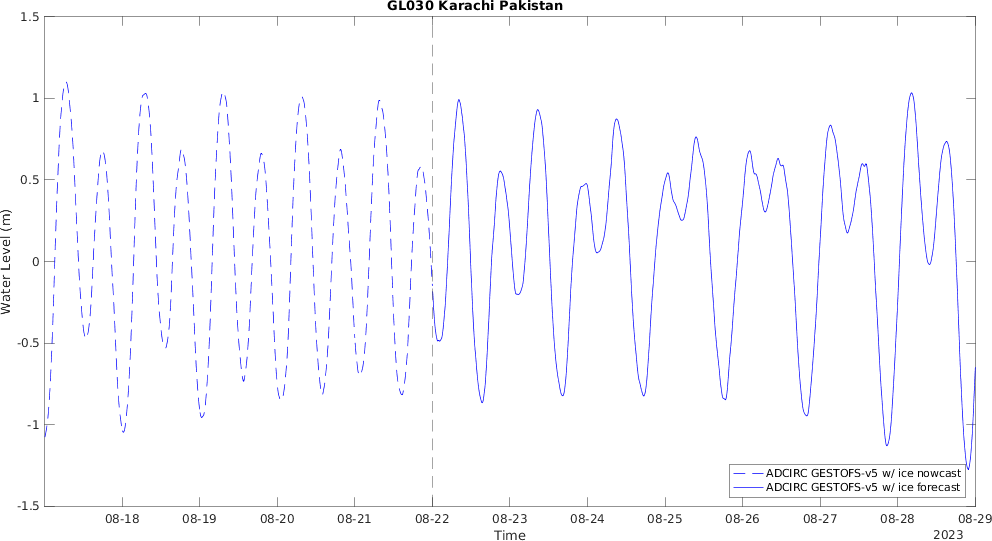 GL030 Karachi Pakistan
1.5
1
0.5
0
-0.5
-1
-1.5
Water Level (m)
ADCIRC GESTOFS-v5 w/ ice nowcast
ADCIRC GESTOFS-v5 w/ ice forecast
08-18 08-19 08-20 08-21 08-22 08-23 08-24 08-25 08-26 08-27 08-28 08-29
Time
2023